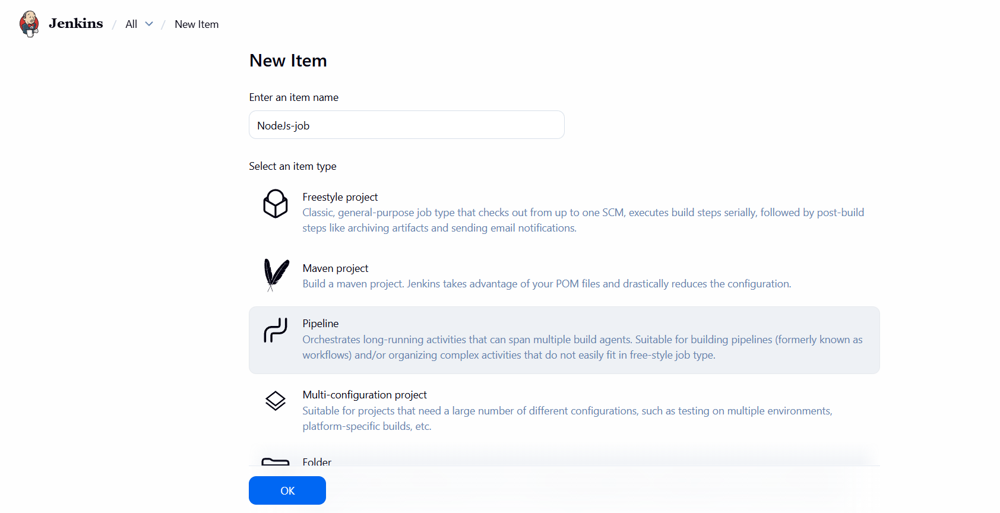 Jenkins / All / New Item
New Item
Enter an item name
NodeJs-job
Select an item type
Freestyle project
Classic, general-purpose job type that checks out from up to one SCM, executes build steps serially, followed by post-build
steps like archiving artifacts and sending email notifications.
Maven project
Build a maven project. Jenkins takes advantage of your POM files and drastically reduces the configuration.
Pipeline
Orchestrates long-running activities that can span multiple build agents. Suitable for building pipelines (formerly known as
workflows) and/or organizing complex activities that do not easily fit in free-style job type.
Multi-configuration project
Suitable for projects that need a large number of different configurations, such as testing on multiple environments,
platform-specific builds, etc.
Folder
OK